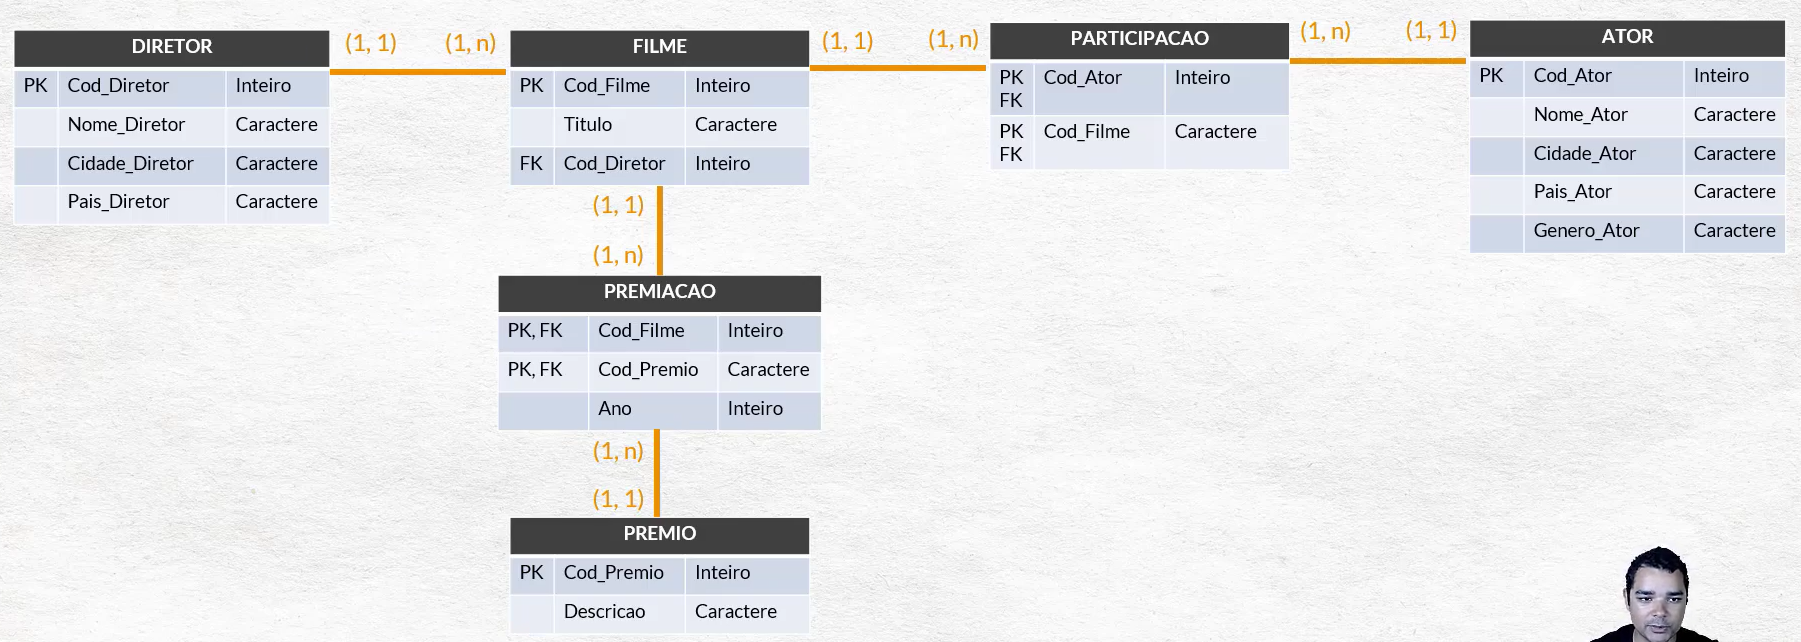 DIRETOR
PK Cod_Diretor Inteiro
Nome_Diretor Caractere
Cidade_Diretor Caractere
Pais_Diretor Caractere
(1, 1) (1, n)
FILME
PK Cod_Filme Inteiro
Titulo Caractere
FK Cod_Diretor Inteiro
(1, 1) (1, n)
PARTICIPACAO
PK FK Cod_Ator Inteiro
PK FK Cod_Filme Caractere
(1, n) (1, 1)
ATOR
PK Cod_Ator Inteiro
Nome_Ator Caractere
Cidade_Ator Caractere
Pais_Ator Caractere
Genero_Ator Caractere
(1, 1)
(1, n)
PREMIACAO
PK, FK Cod_Filme Inteiro
PK, FK Cod_Premio Caractere
Ano Inteiro
(1, n)
(1, 1)
PREMIO
PK Cod_Premio Inteiro
Descricao Caractere